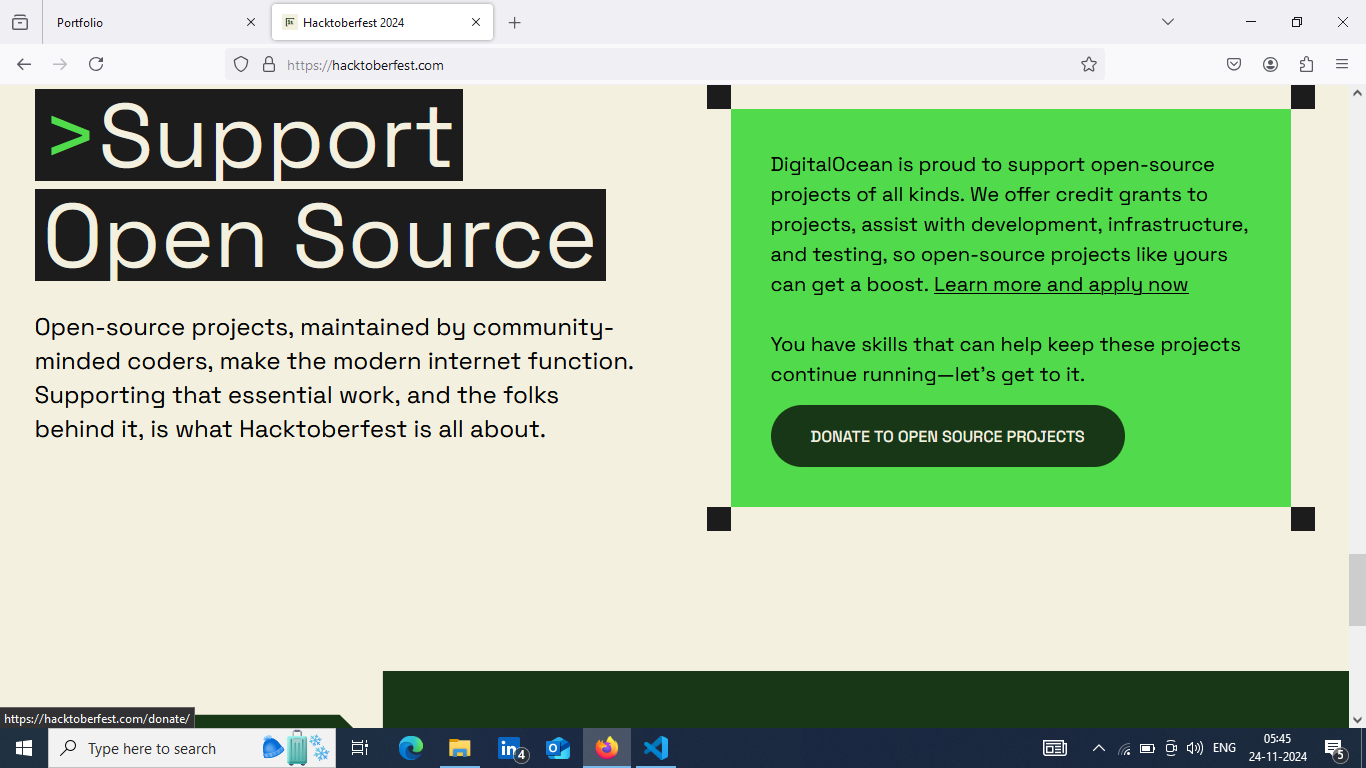 Portfolio
Hacktoberfest 2024
https://hacktoberfest.com
>Support
Open Source
Open-source projects, maintained by community-
minded coders, make the modern internet function.
Supporting that essential work, and the folks
behind it, is what Hacktoberfest is all about.
DigitalOcean is proud to support open-source
projects of all kinds. We offer credit grants to
projects, assist with development, infrastructure,
and testing, so open-source projects like yours
can get a boost. Learn more and apply now
You have skills that can help keep these projects
continue running—let's get to it.
DONATE TO OPEN SOURCE PROJECTS
https://hacktoberfest.com/donate/
Type here to search
4
ENG
05:45
24-11-2024
5